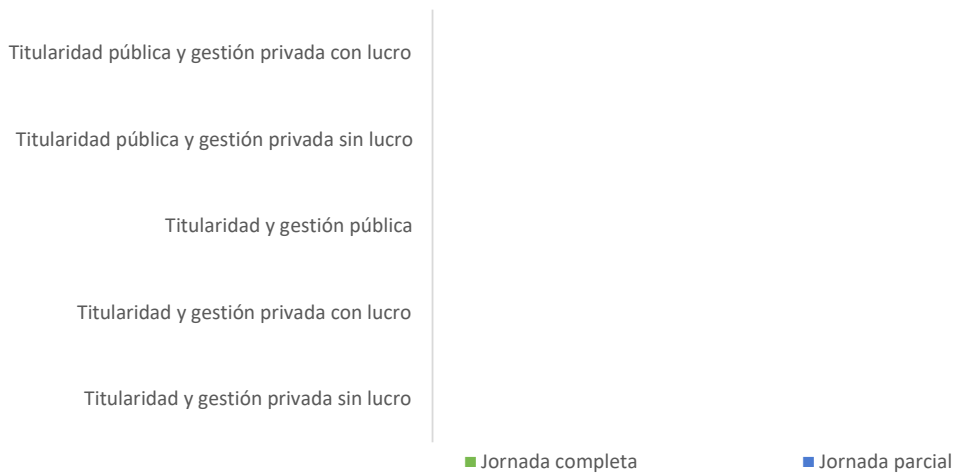 Titularidad pública y gestión privada con lucro
Titularidad pública y gestión privada sin lucro
Titularidad y gestión pública
Titularidad y gestión privada con lucro
Titularidad y gestión privada sin lucro
Jornada completa Jornada parcial